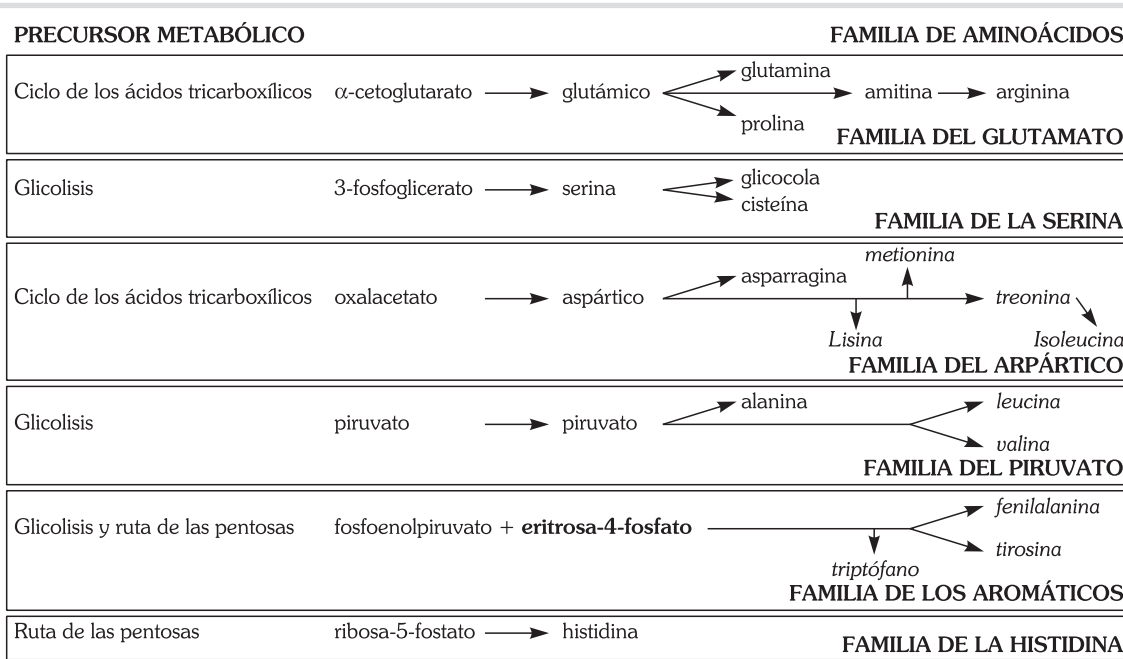 PRECURSOR METABÓLICO FAMILIA DE AMINOÁCIDOS
glutamina
Ciclo de los ácidos tricarboxílicos α-cetoglutarato glutámico amitina arginina
prolina
FAMILIA DEL GLUTAMATO
glicocola
Glicolisis 3-fosfoglicerato serina
cisteína
FAMILIA DE LA SERINA
metionina
asparragina
Ciclo de los ácidos tricarboxílicos oxalacetato aspártico treonina
Lisina Isoleucina
FAMILIA DEL ARPÁRTICO
alanina leucina
Glicolisis piruvato piruvato
valina
FAMILIA DEL PIRUVATO
fenilalanina
Glicolisis y ruta de las pentosas fosfoenolpiruvato + eritrosa-4-fosfato
tirosina
triptófano
FAMILIA DE LOS AROMÁTICOS
Ruta de las pentosas ribosa-5-fostato histidina
FAMILIA DE LA HISTIDINA